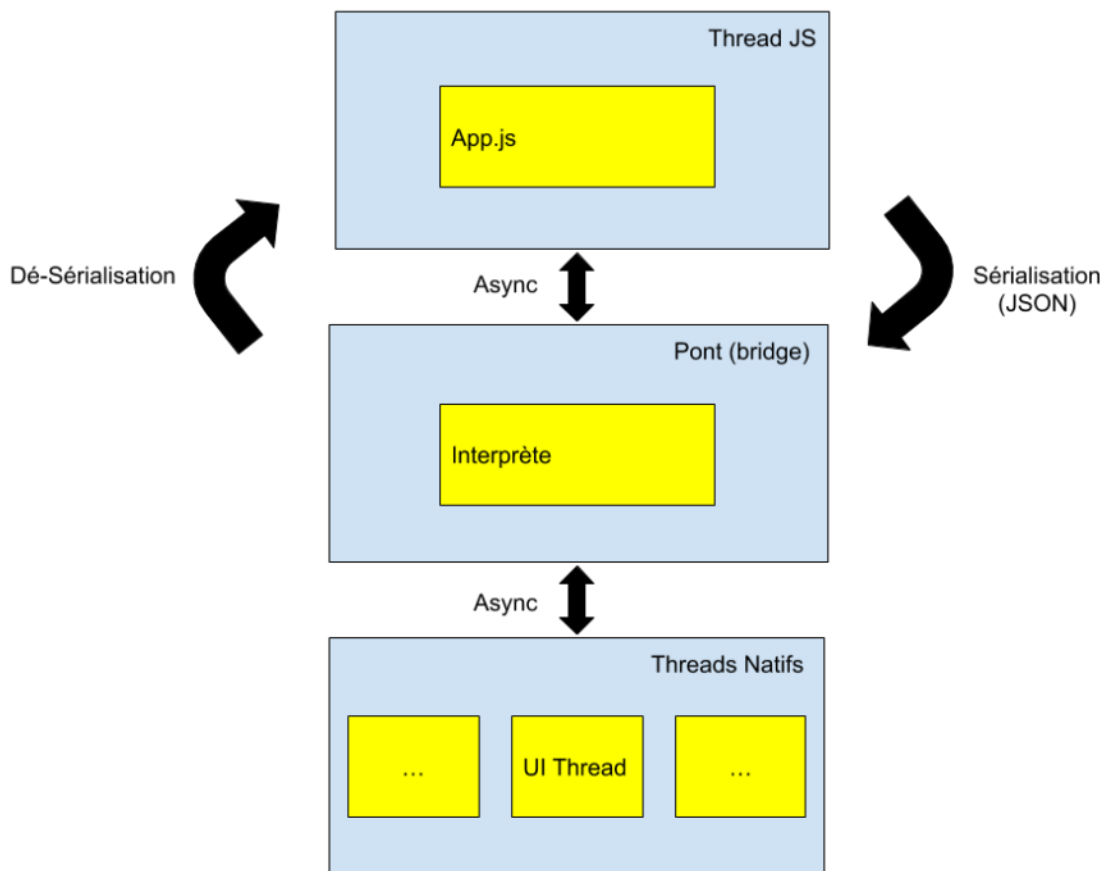 Thread JS
App.js
Dé-Sérialisation
Async
Sérialisation
(JSON)
Pont (bridge)
Interprète
Async
Threads Natifs
...
UI Thread
...